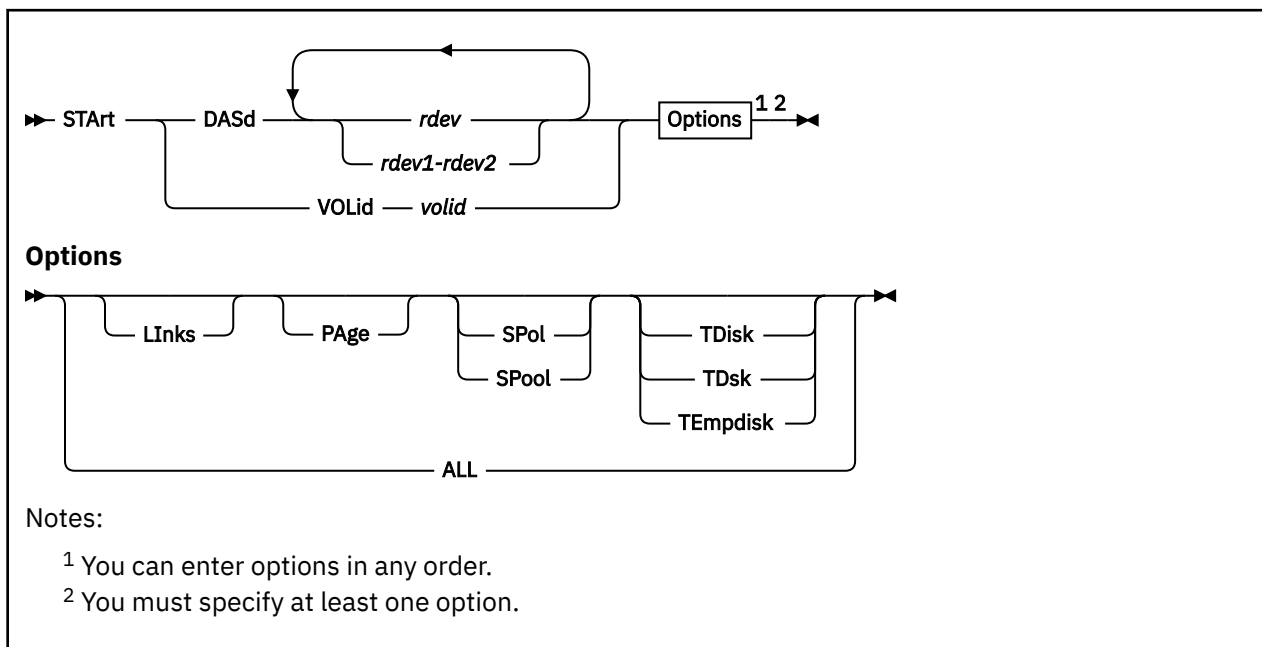 STArt DASd rdev Options 1 2
rdev1-rdev2
VOLid volid
Options
LInks PAge SPol TDisk
SPool TDsk
TEmpdisk
ALL
Notes:
1 You can enter options in any order.
2 You must specify at least one option.